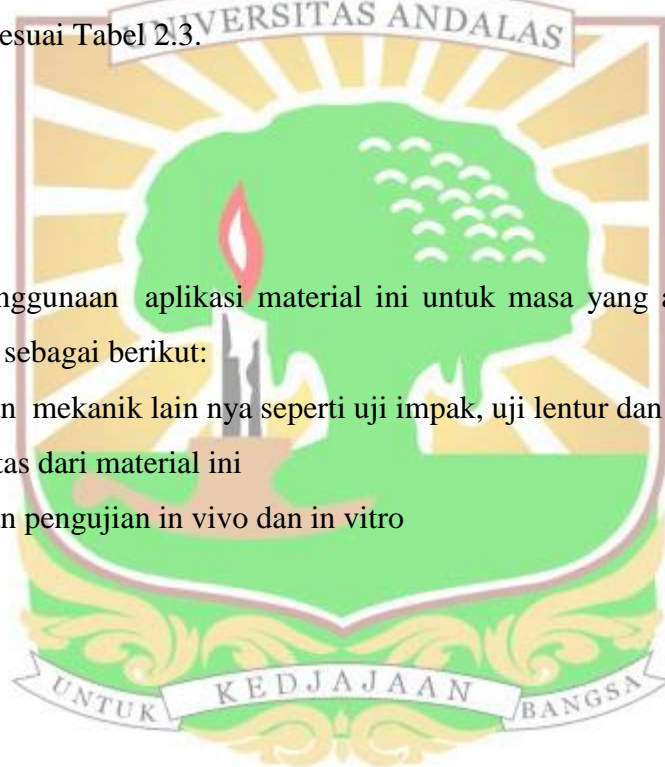 UNIVERSITAS ANDALAS
esuai Tabel 2.3.
nggunaan aplikasi material ini untuk masa yang a
sebagai berikut:
an mekanik lain nya seperti uji impak, uji lentur dan
tas dari material ini
n pengujian in vivo dan in vitro
UNTUK KEDJAJAAN BANGSA